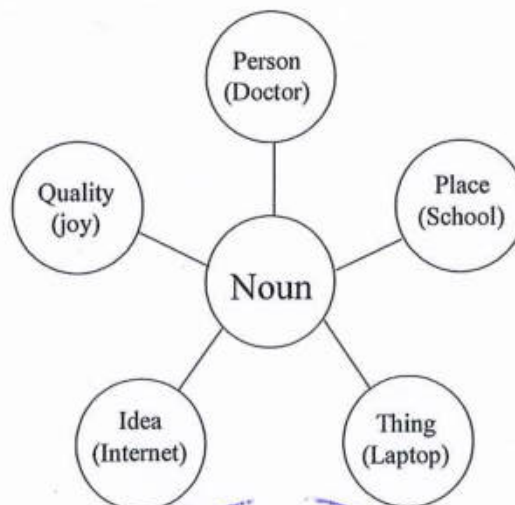 Person
(Doctor)
Quality
(joy)
Place
(School)
Noun
Idea
(Internet)
Thing
(Laptop)